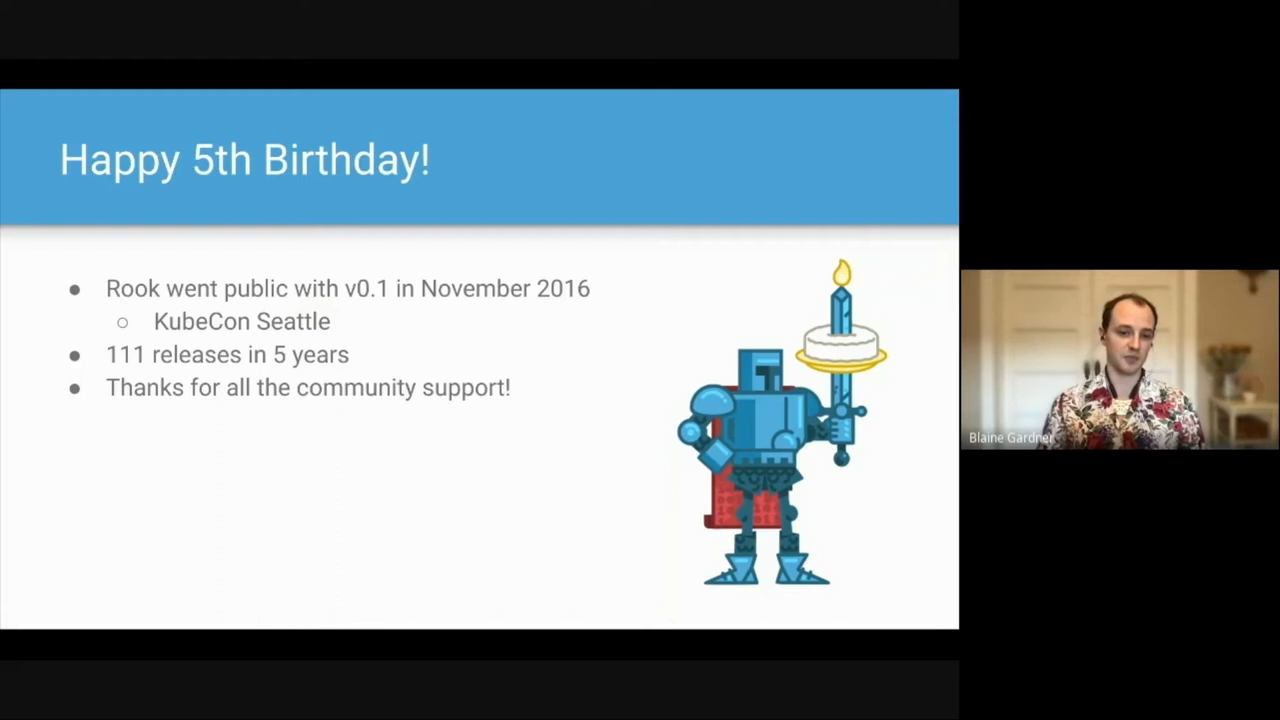 Happy 5th Birthday!
Rook went public with v0.1 in November 2016
KubeCon Seattle
111 releases in 5 years
Thanks for all the community support!
Blaine Gardner